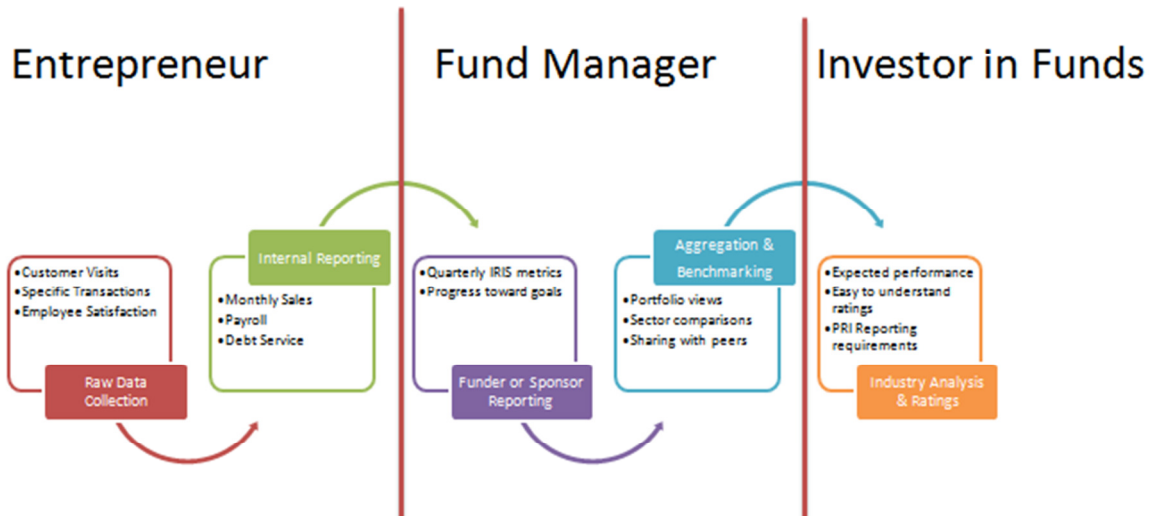 Entrepreneur
Fund Manager
Investor in Funds
•Customer Visits
•Specific Transactions
•Employee Satisfaction
Raw Data
Collection
Internal Reporting
•Monthly Sales
•Payroll
•Debt Service
•Quarterly IRIS metrics
•Progress toward goals
Funder or Sponsor
Reporting
Aggregation &
Benchmarking
•Portfolio views
•Sector comparisons
•Sharing with peers
•Expected performance
•Easy to understand
ratings
•PRI Reporting
requirements
Industry Analysis
& Ratings